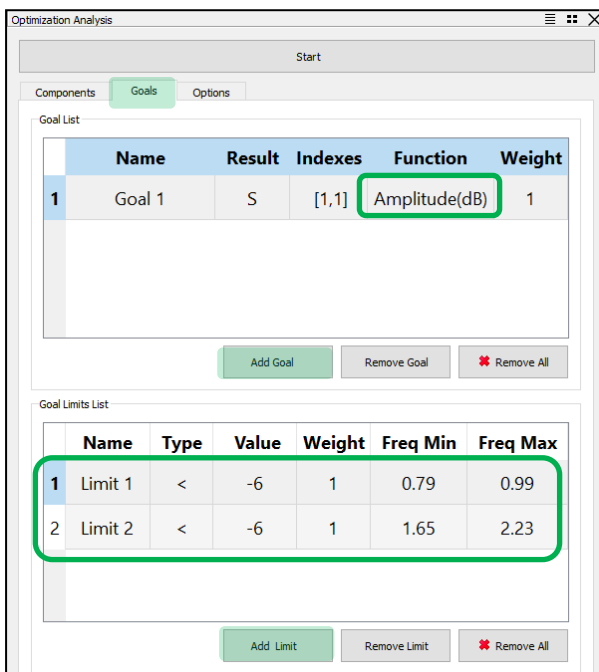 Optimization Analysis
Start
Components Goals Options
Goal List
Name Result Indexes Function Weight
1 Goal 1 S [1,1] Amplitude(dB) 1
Add Goal Remove Goal Remove All
Goal Limits List
Name Type Value Weight Freq Min Freq Max
1 Limit 1 < -6 1 0.79 0.99
2 Limit 2 < -6 1 1.65 2.23
Add Limit Remove Limit Remove All